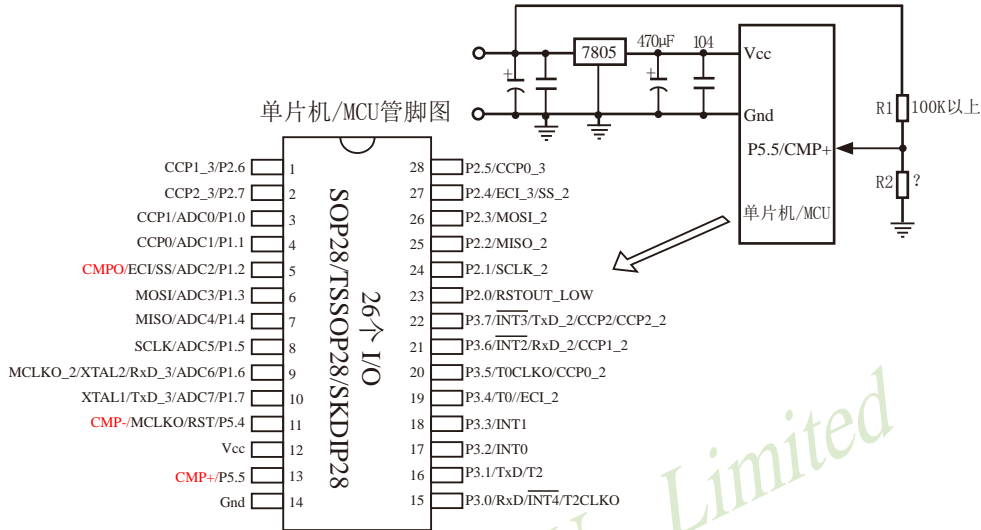 7805
470μF
104
Vcc
Gnd
P5.5/CMP+
单片机/MCU
R1
100K以上
R2
?
单片机/MCU管脚图
CCP1_3/P2.6
1
CCP2_3/P2.7
2
CCP1/ADC0/P1.0
3
CCP0/ADC1/P1.1
4
CMPO/ECI/SS/ADC2/P1.2
5
MOSI/ADC3/P1.3
6
MISO/ADC4/P1.4
7
SCLK/ADC5/P1.5
8
MCLKO_2/XTAL2/RxD_3/ADC6/P1.6
9
XTAL1/TxD_3/ADC7/P1.7
10
CMP-/MCLKO/RST/P5.4
11
Vcc
12
CMP+/P5.5
13
Gnd
14
26个 I/O
SOP28/TSSOP28/SKDIP28
28
P2.5/CCP0_3
27
P2.4/ECI_3/SS_2
26
P2.3/MOSI_2
25
P2.2/MISO_2
24
P2.1/SCLK_2
23
P2.0/RSTOUT_LOW
22
P3.7/INT3/TxD_2/CCP2/CCP2_2
21
P3.6/INT2/RxD_2/CCP1_2
20
P3.5/T0CLKO/CCP0_2
19
P3.4/T0//ECI_2
18
P3.3/INT1
17
P3.2/INT0
16
P3.1/TxD/T2
15
P3.0/RxD/INT4/T2CLKO
Limited